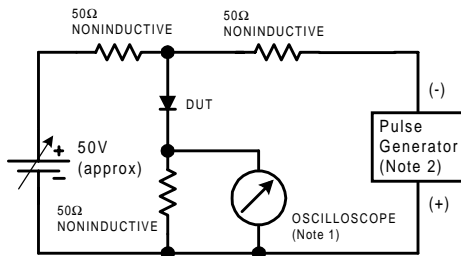 50Ω
NONINDUCTIVE
50Ω
NONINDUCTIVE
(-)
DUT
Pulse
Generator
(Note 2)
+
50V
(approx)
−
(+)
50Ω
NONINDUCTIVE
OSCILLOSCOPE
(Note 1)